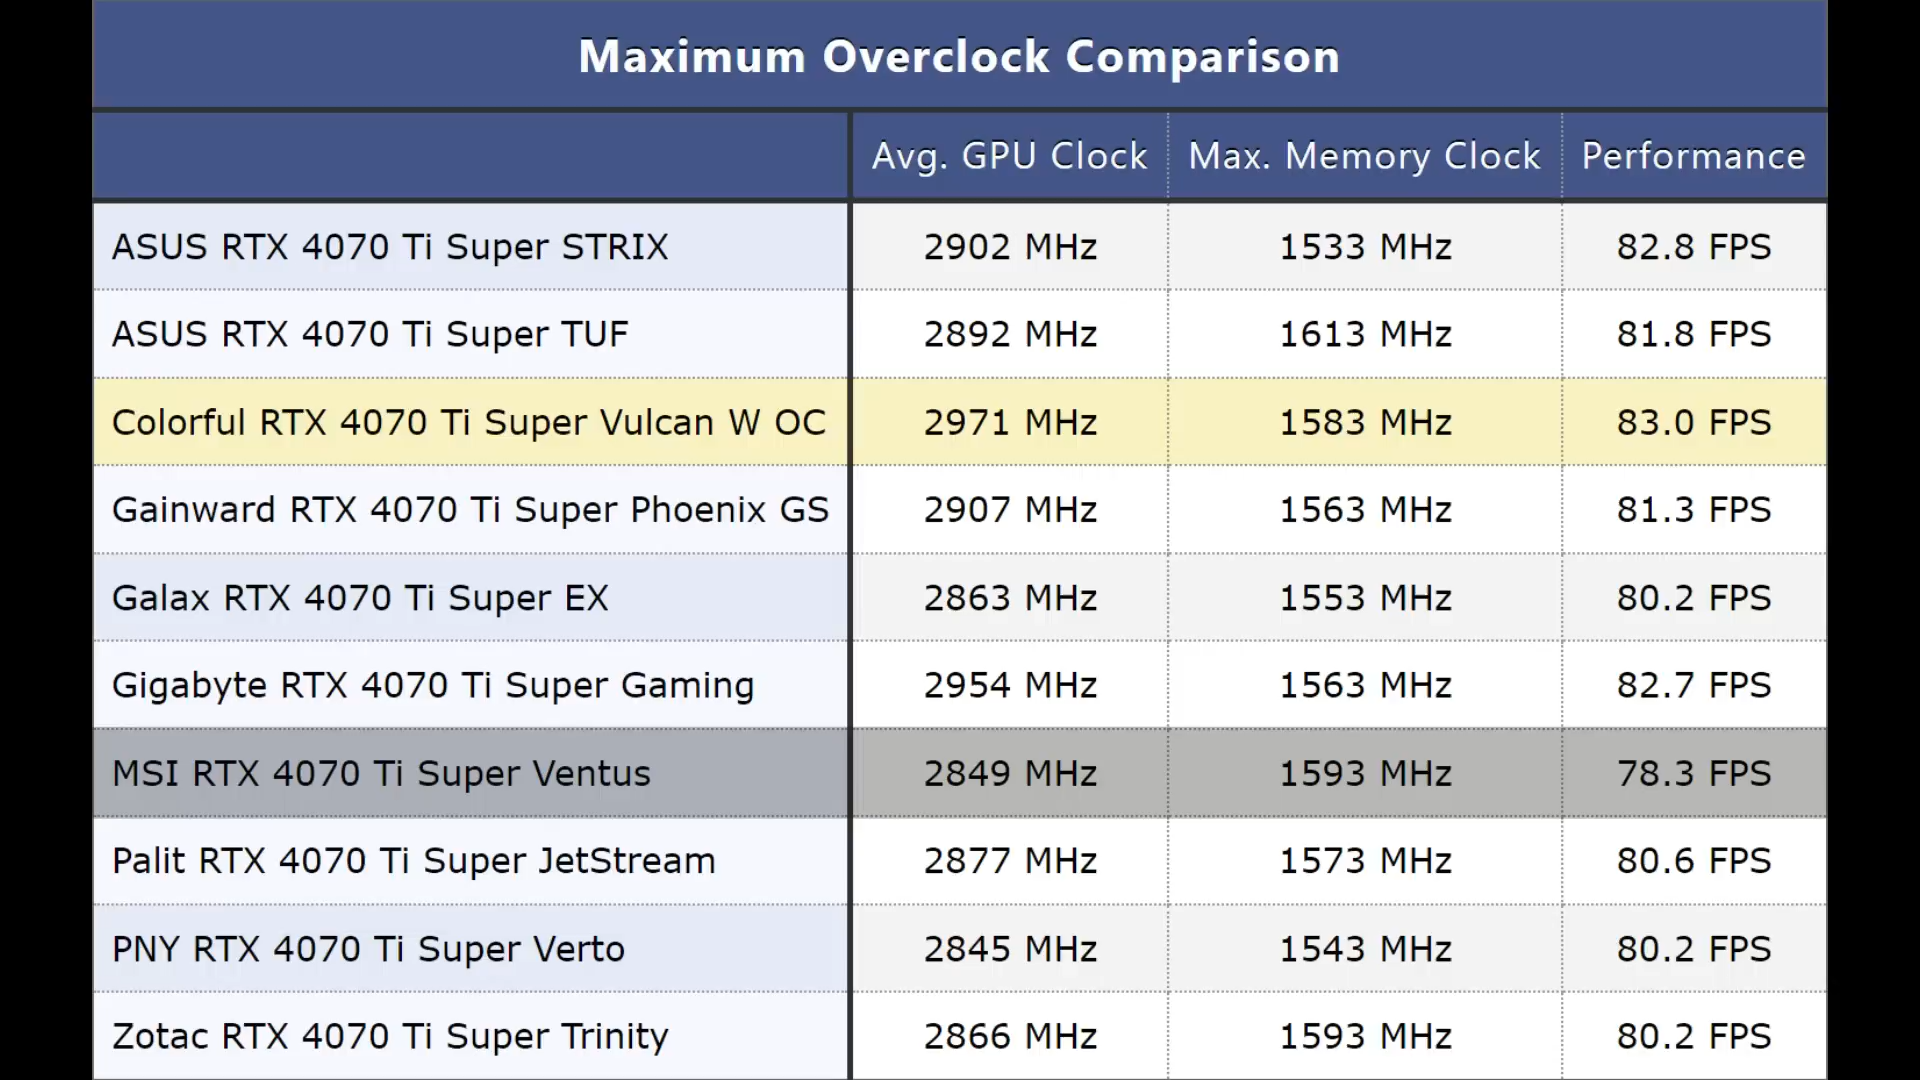 Maximum Overclock Comparison
Avg. GPU Clock Max. Memory Clock Performance
ASUS RTX 4070 Ti Super STRIX 2902 MHz 1533 MHz 82.8 FPS
ASUS RTX 4070 Ti Super TUF 2892 MHz 1613 MHz 81.8 FPS
Colorful RTX 4070 Ti Super Vulcan W OC 2971 MHz 1583 MHz 83.0 FPS
Gainward RTX 4070 Ti Super Phoenix GS 2907 MHz 1563 MHz 81.3 FPS
Galax RTX 4070 Ti Super EX 2863 MHz 1553 MHz 80.2 FPS
Gigabyte RTX 4070 Ti Super Gaming 2954 MHz 1563 MHz 82.7 FPS
MSI RTX 4070 Ti Super Ventus 2849 MHz 1593 MHz 78.3 FPS
Palit RTX 4070 Ti Super JetStream 2877 MHz 1573 MHz 80.6 FPS
PNY RTX 4070 Ti Super Verto 2845 MHz 1543 MHz 80.2 FPS
Zotac RTX 4070 Ti Super Trinity 2866 MHz 1593 MHz 80.2 FPS